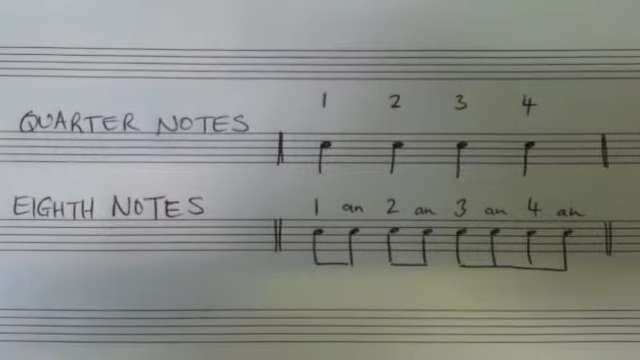 1 2 3 4
QUARTER NOTES
EIGHTH NOTES 1 an 2 an 3 an 4 an